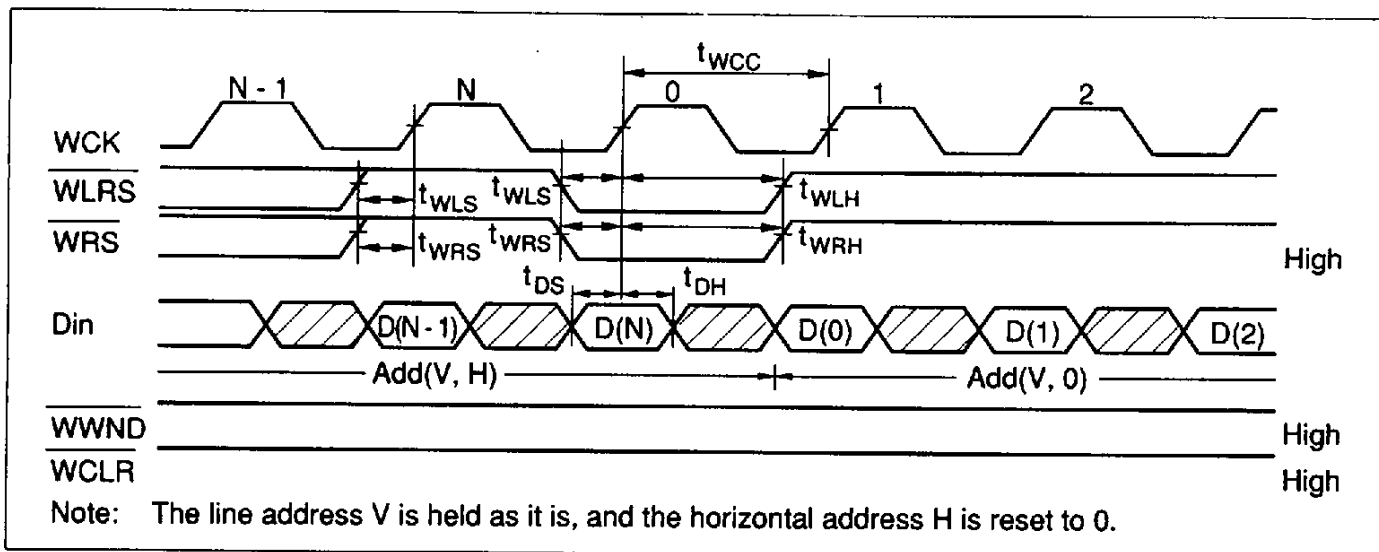 t_WCC
N - 1 N 0 1 2
WCK
WLRS t_WLS t_WLS t_WLH
WRS t_WRS t_WRS t_WRH High
t_DS t_DH
Din D(N - 1) D(N) D(0) D(1) D(2)
Add(V, H) Add(V, 0)
WWND High
WCLR High
Note: The line address V is held as it is, and the horizontal address H is reset to 0.